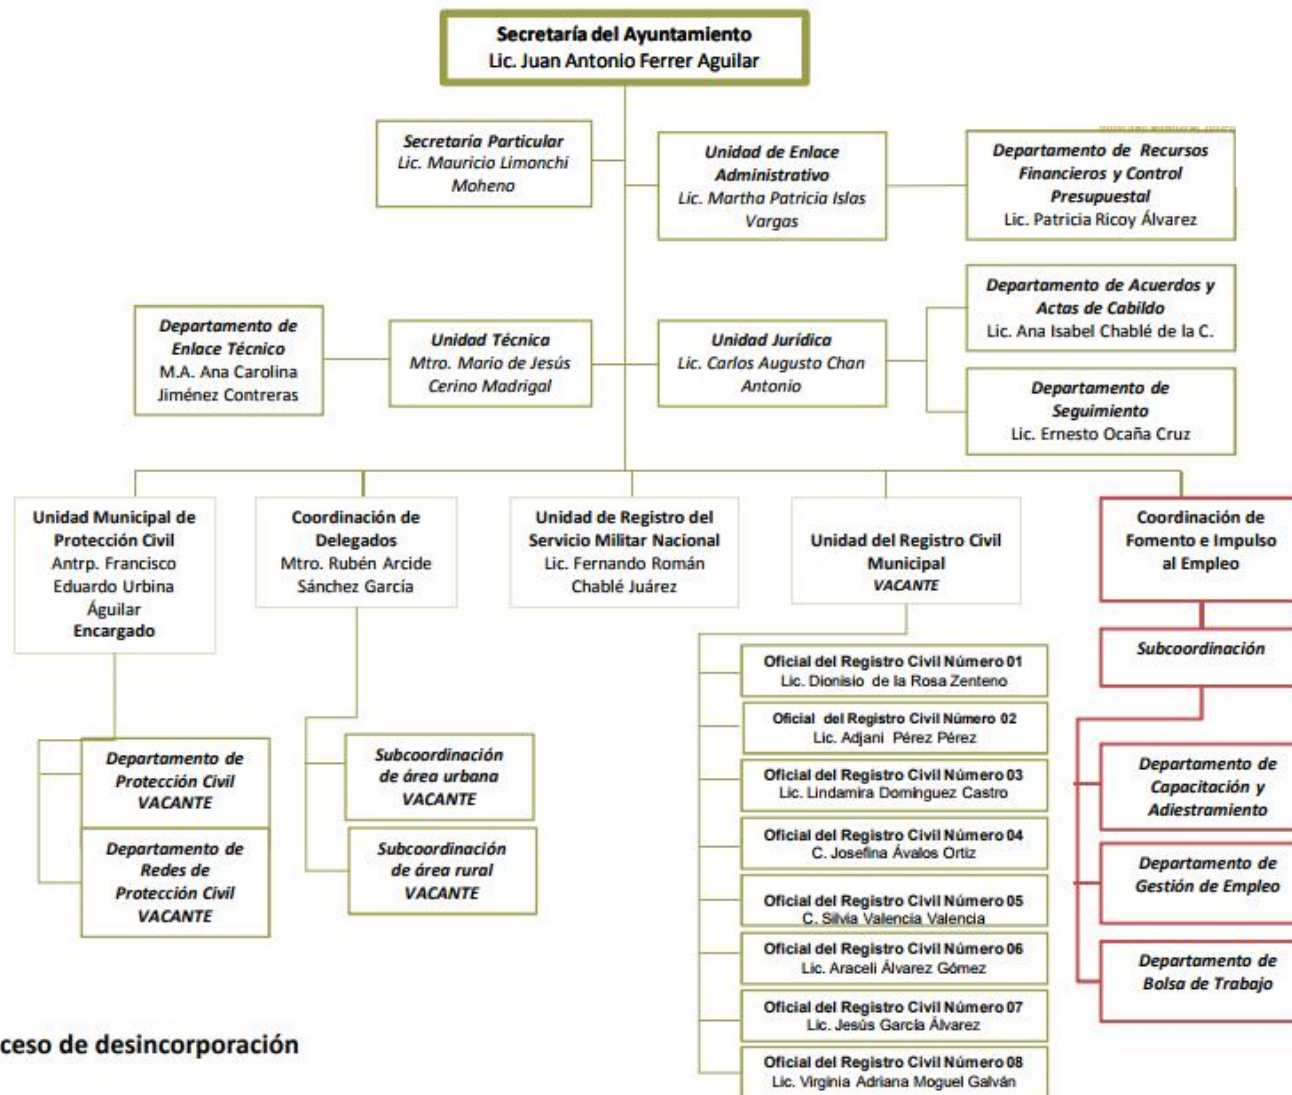 Secretaría del Ayuntamiento
Lic. Juan Antonio Ferrer Aguilar
Secretaría Particular
Lic. Mauricio Limonchi
Moheno
Unidad de Enlace
Administrativo
Lic. Martha Patricia Islas
Vargas
Departamento de Recursos
Financieros y Control
Presupuestal
Lic. Patricia Ricoy Álvarez
Departamento de
Enlace Técnico
M.A. Ana Carolina
Jiménez Contreras
Unidad Técnica
Mtro. Mario de Jesús
Cerino Madrigal
Unidad Jurídica
Lic. Carlos Augusto Chan
Antonio
Departamento de Acuerdos y
Actas de Cabildo
Lic. Ana Isabel Chablé de la C.
Departamento de
Seguimiento
Lic. Ernesto Ocaña Cruz
Unidad Municipal de
Protección Civil
Antrp. Francisco
Eduardo Urbina
Águilar
Encargado
Coordinación de
Delegados
Mtro. Rubén Arcide
Sánchez García
Unidad de Registro del
Servicio Militar Nacional
Lic. Fernando Román
Chablé Juárez
Unidad del Registro Civil
Municipal
VACANTE
Coordinación de
Fomento e Impulso
al Empleo
Subcoordinación
Departamento de
Protección Civil
VACANTE
Departamento de
Redes de
Protección Civil
VACANTE
Subcoordinación
de área urbana
VACANTE
Subcoordinación
de área rural
VACANTE
Oficial del Registro Civil Número 01
Lic. Dionisio de la Rosa Zenteno
Oficial del Registro Civil Número 02
Lic. Adjani Pérez Pérez
Oficial del Registro Civil Número 03
Lic. Lindamira Domínguez Castro
Oficial del Registro Civil Número 04
C. Josefina Ávalos Ortiz
Oficial del Registro Civil Número 05
C. Silvia Valencia Valencia
Oficial del Registro Civil Número 06
Lic. Araceli Álvarez Gómez
Oficial del Registro Civil Número 07
Lic. Jesús García Álvarez
Oficial del Registro Civil Número 08
Lic. Virginia Adriana Moguel Galván
Departamento de
Capacitación y
Adiestramiento
Departamento de
Gestión de Empleo
Departamento de
Bolsa de Trabajo
ceso de desincorporación